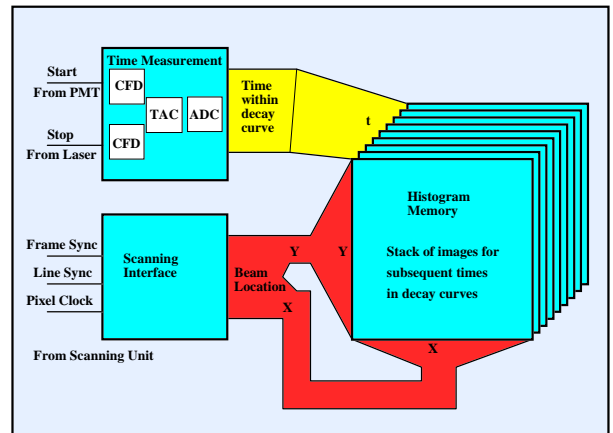 Time Measurement
Start
From PMT
CFD
TAC
ADC
Stop
From Laser
CFD
Time
within
decay
curve
t
Histogram
Memory
Stack of images for
subsequent times
in decay curves
Frame Sync
Line Sync
Pixel Clock
Scanning
Interface
Beam
Location
Y
Y
X
X
From Scanning Unit